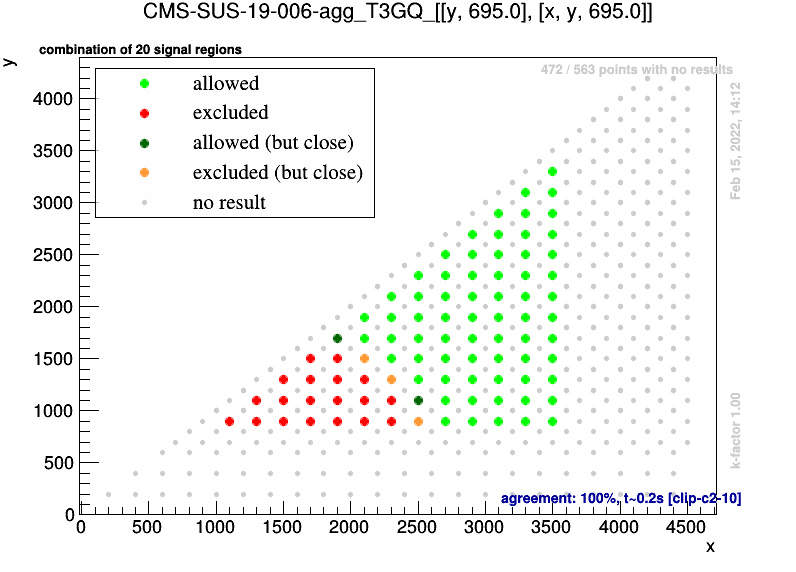 CMS-SUS-19-006-agg_T3GQ_[[y, 695.0], [x, y, 695.0]]
combination of 20 signal regions
472 / 563 points with no results
y
allowed
excluded
allowed (but close)
excluded (but close)
no result
4000
3500
3000
2500
2000
1500
1000
500
0
Feb 15, 2022, 14:12
k-factor 1.00
agreement: 100%, t~0.2s [clip-c2-10]
0 500 1000 1500 2000 2500 3000 3500 4000 4500
x